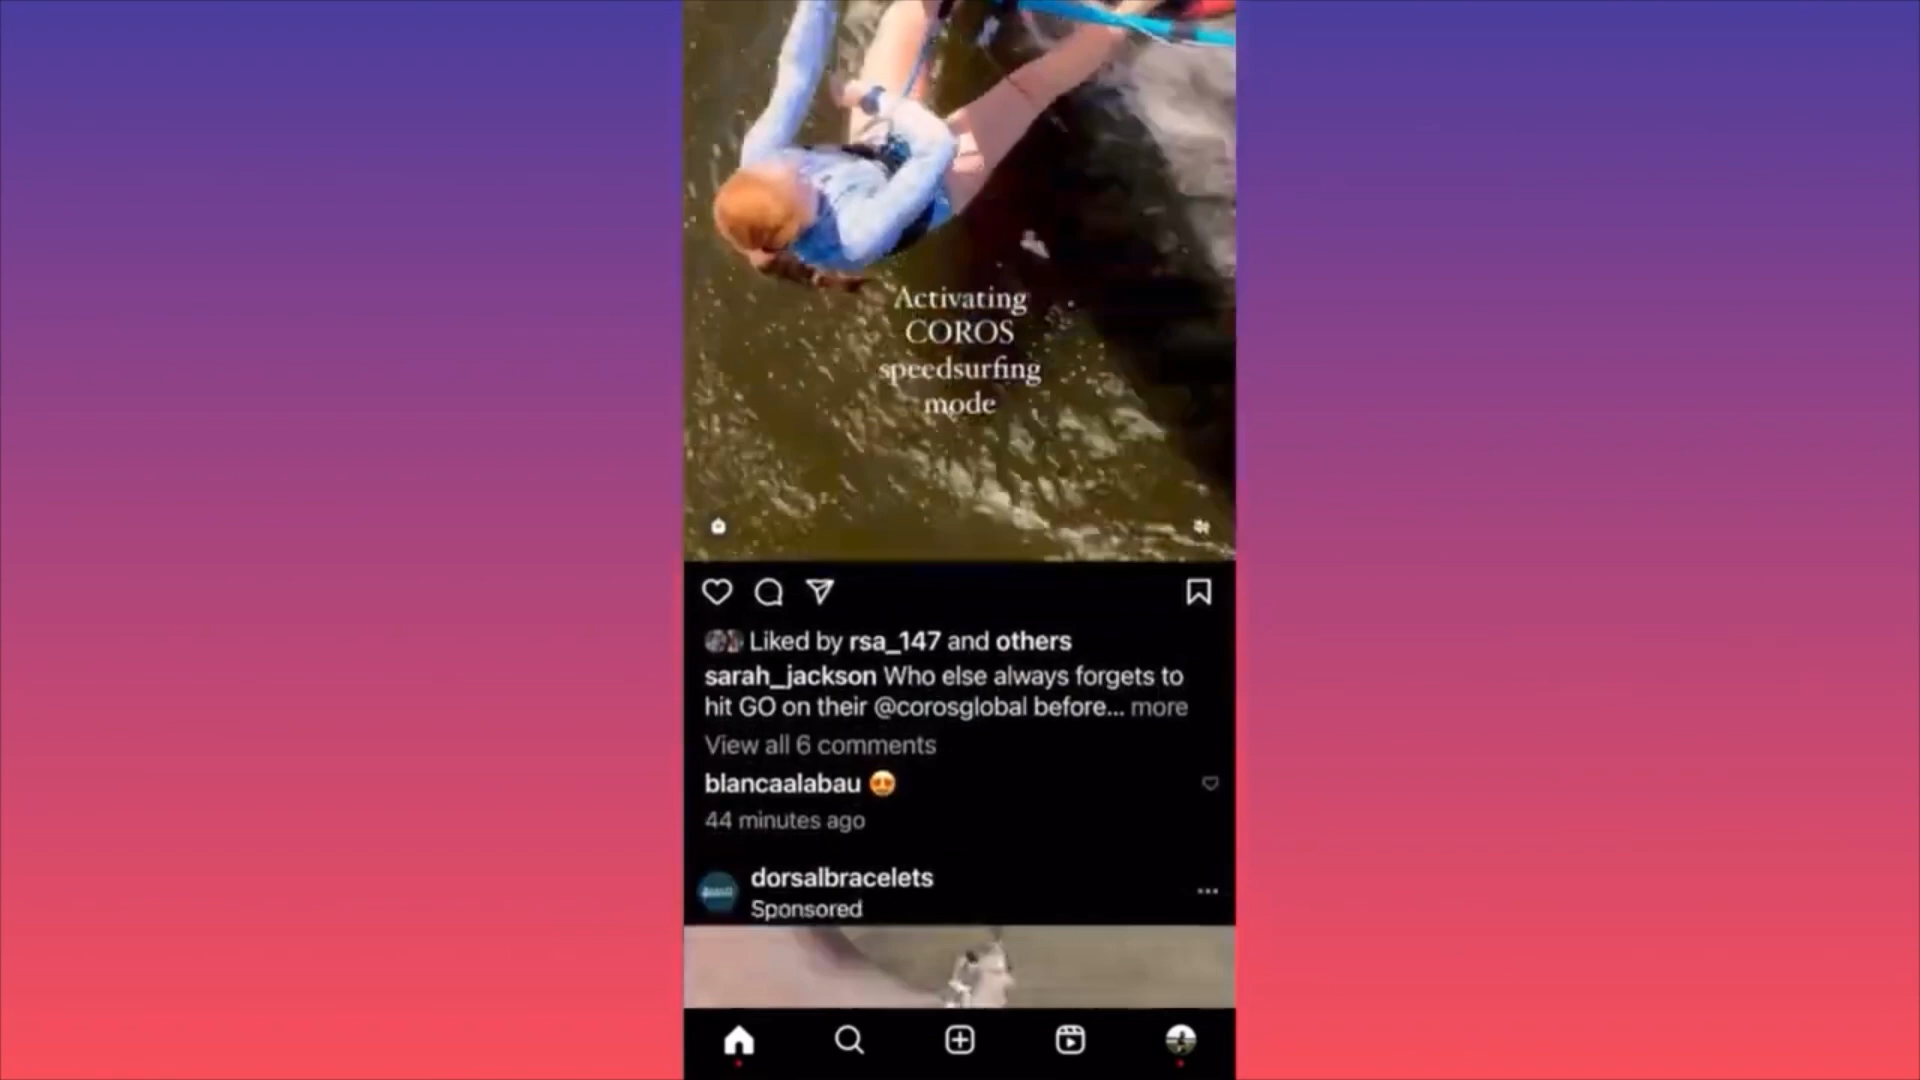 Activating
COROS
speedsurfing
mode
Liked by rsa_147 and others
sarah_jackson Who else always forgets to
hit GO on their @corosglobal before... more
View all 6 comments
blancaalabau 😍
44 minutes ago
dorsalbracelets
Sponsored